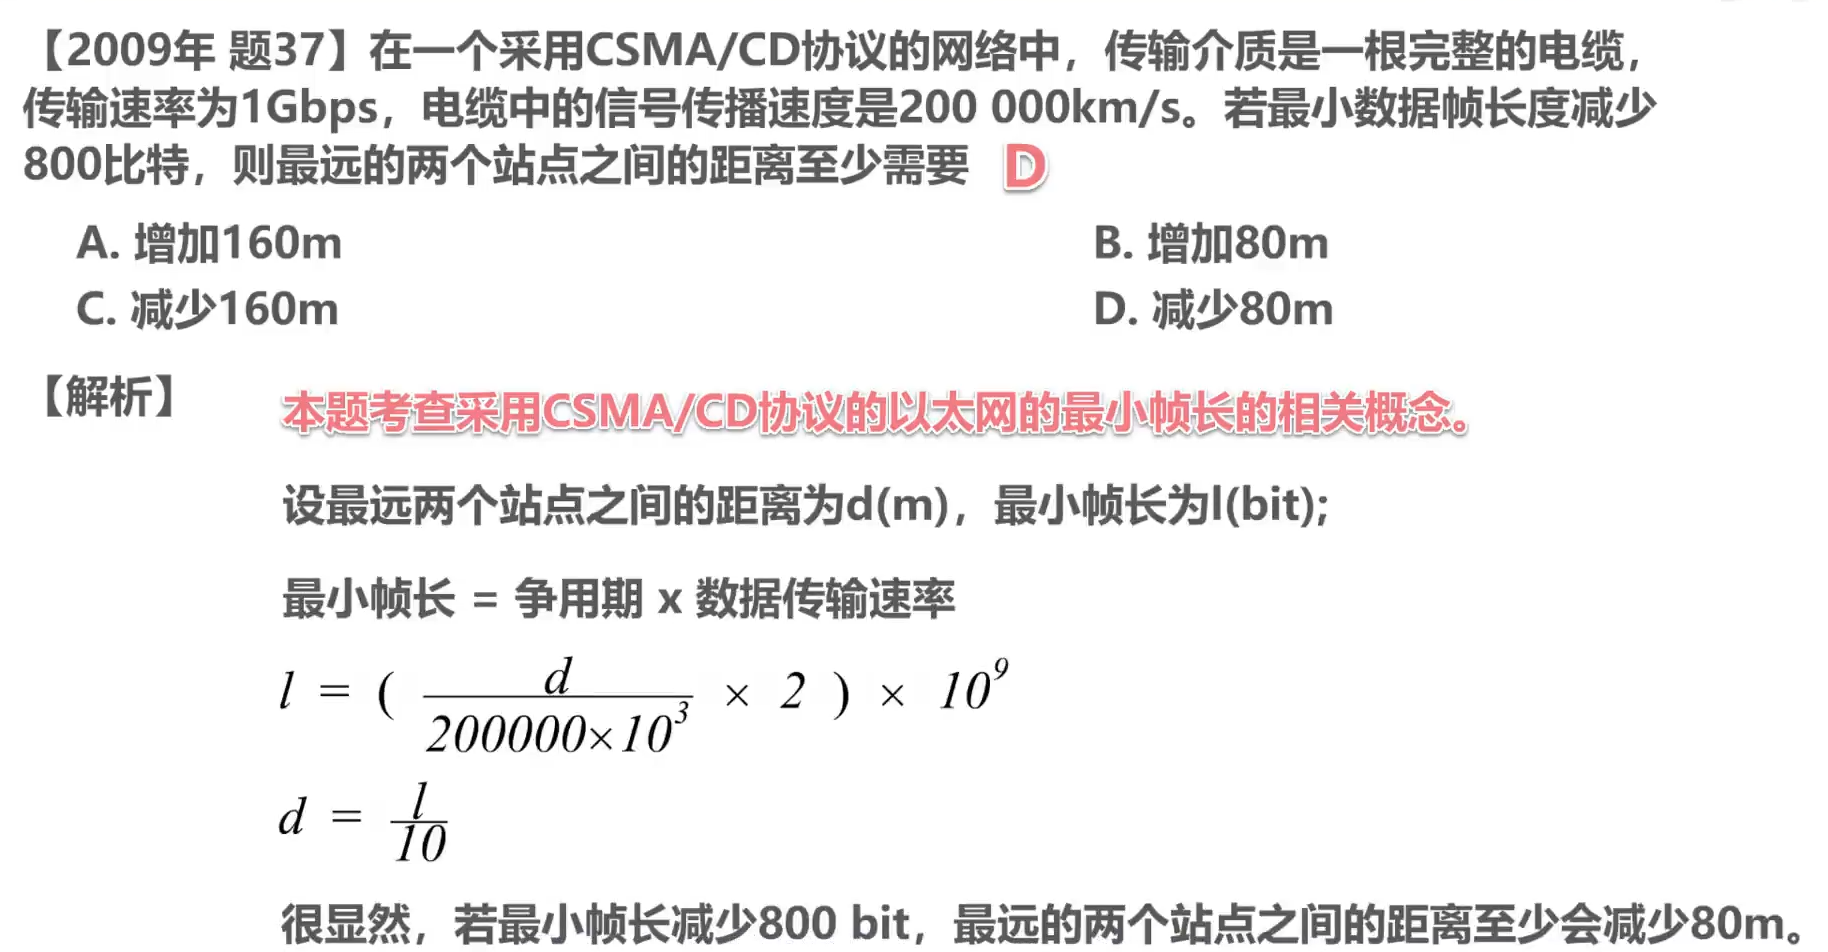 【2009年 题37】在一个采用CSMA/CD协议的网络中，传输介质是一根完整的电缆，
传输速率为1Gbps，电缆中的信号传播速度是200 000km/s。若最小数据帧长度减少
800比特，则最远的两个站点之间的距离至少需要 D
A. 增加160m B. 增加80m
C. 减少160m D. 减少80m
【解析】 本题考查采用CSMA/CD协议的以太网的最小帧长的相关概念。
设最远两个站点之间的距离为d(m)，最小帧长为l(bit);
最小帧长 = 争用期 x 数据传输速率
l = ( d / 200000×10³ × 2 ) × 10⁹
d = l / 10
很显然，若最小帧长减少800 bit，最远的两个站点之间的距离至少会减少80m。